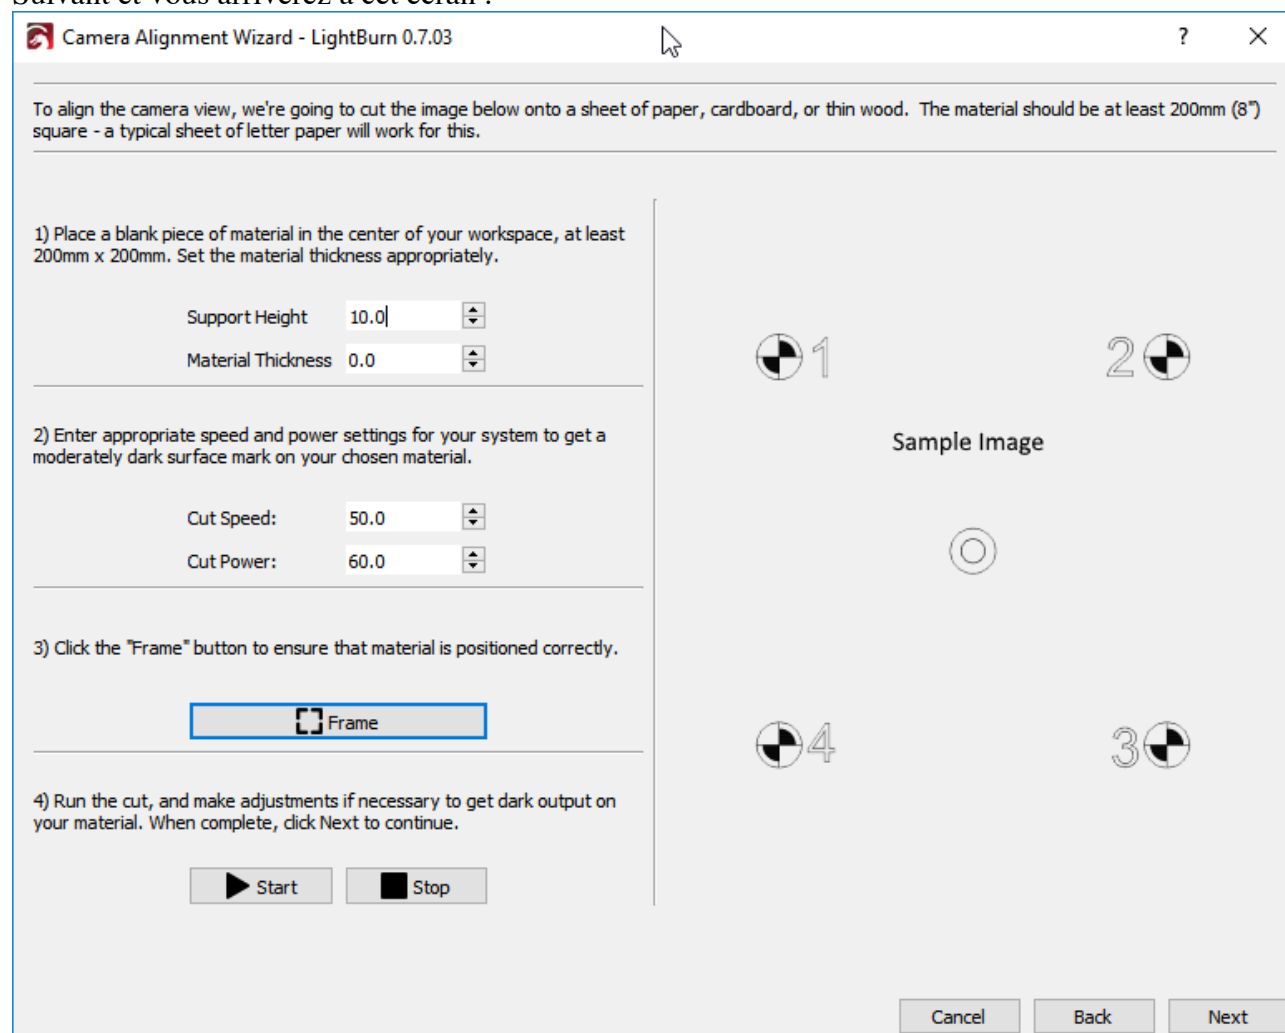 Suivant et vous arriverez à cet écran :
Camera Alignment Wizard - LightBurn 0.7.03
?
To align the camera view, we're going to cut the image below onto a sheet of paper, cardboard, or thin wood. The material should be at least 200mm (8")
square - a typical sheet of letter paper will work for this.
1) Place a blank piece of material in the center of your workspace, at least
200mm x 200mm. Set the material thickness appropriately.
Support Height 10.0
Material Thickness 0.0
2) Enter appropriate speed and power settings for your system to get a
moderately dark surface mark on your chosen material.
Cut Speed: 50.0
Cut Power: 60.0
3) Click the "Frame" button to ensure that material is positioned correctly.
Frame
4) Run the cut, and make adjustments if necessary to get dark output on
your material. When complete, click Next to continue.
Start Stop
1 2
Sample Image
4 3
Cancel Back Next